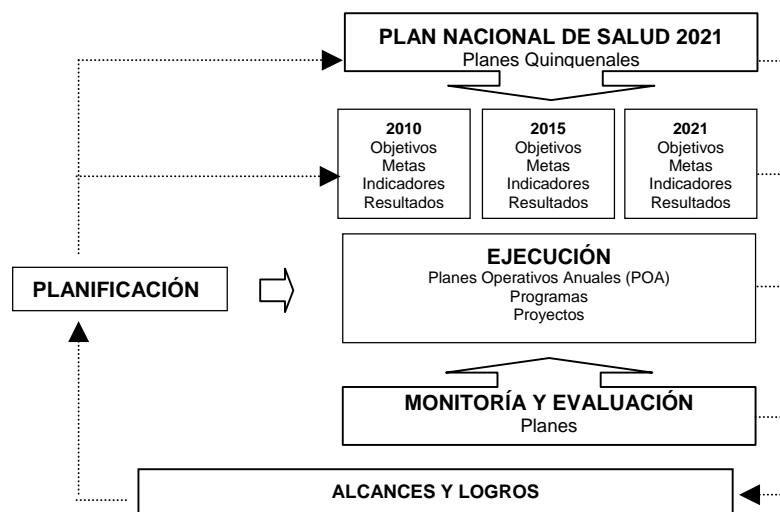 PLAN NACIONAL DE SALUD 2021
Planes Quinquenales
2010
Objetivos
Metas
Indicadores
Resultados
2015
Objetivos
Metas
Indicadores
Resultados
2021
Objetivos
Metas
Indicadores
Resultados
PLANIFICACIÓN
EJECUCIÓN
Planes Operativos Anuales (POA)
Programas
Proyectos
MONITORÍA Y EVALUACIÓN
Planes
ALCANCES Y LOGROS